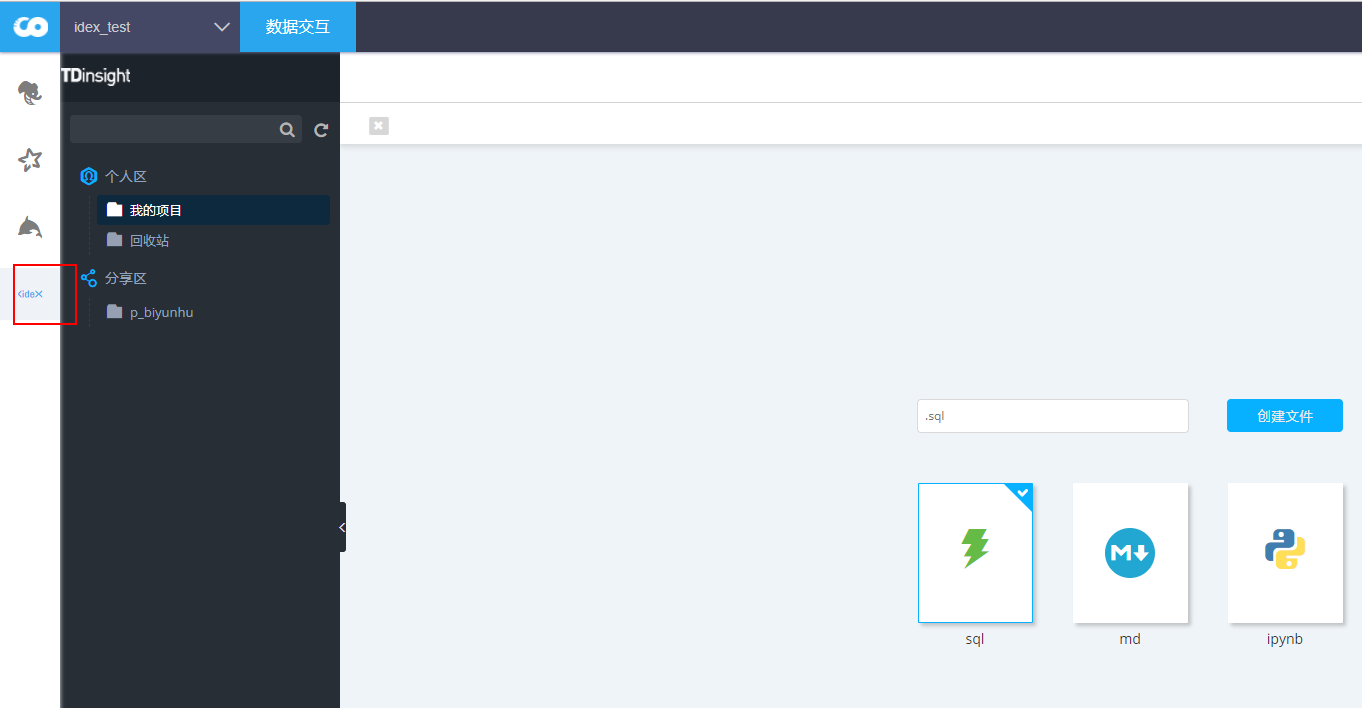 idex_test
数据交互
TDinsight
个人区
我的项目
回收站
分享区
p_biyunhu
<ideX
.sql
创建文件
M
sql
md
ipynb